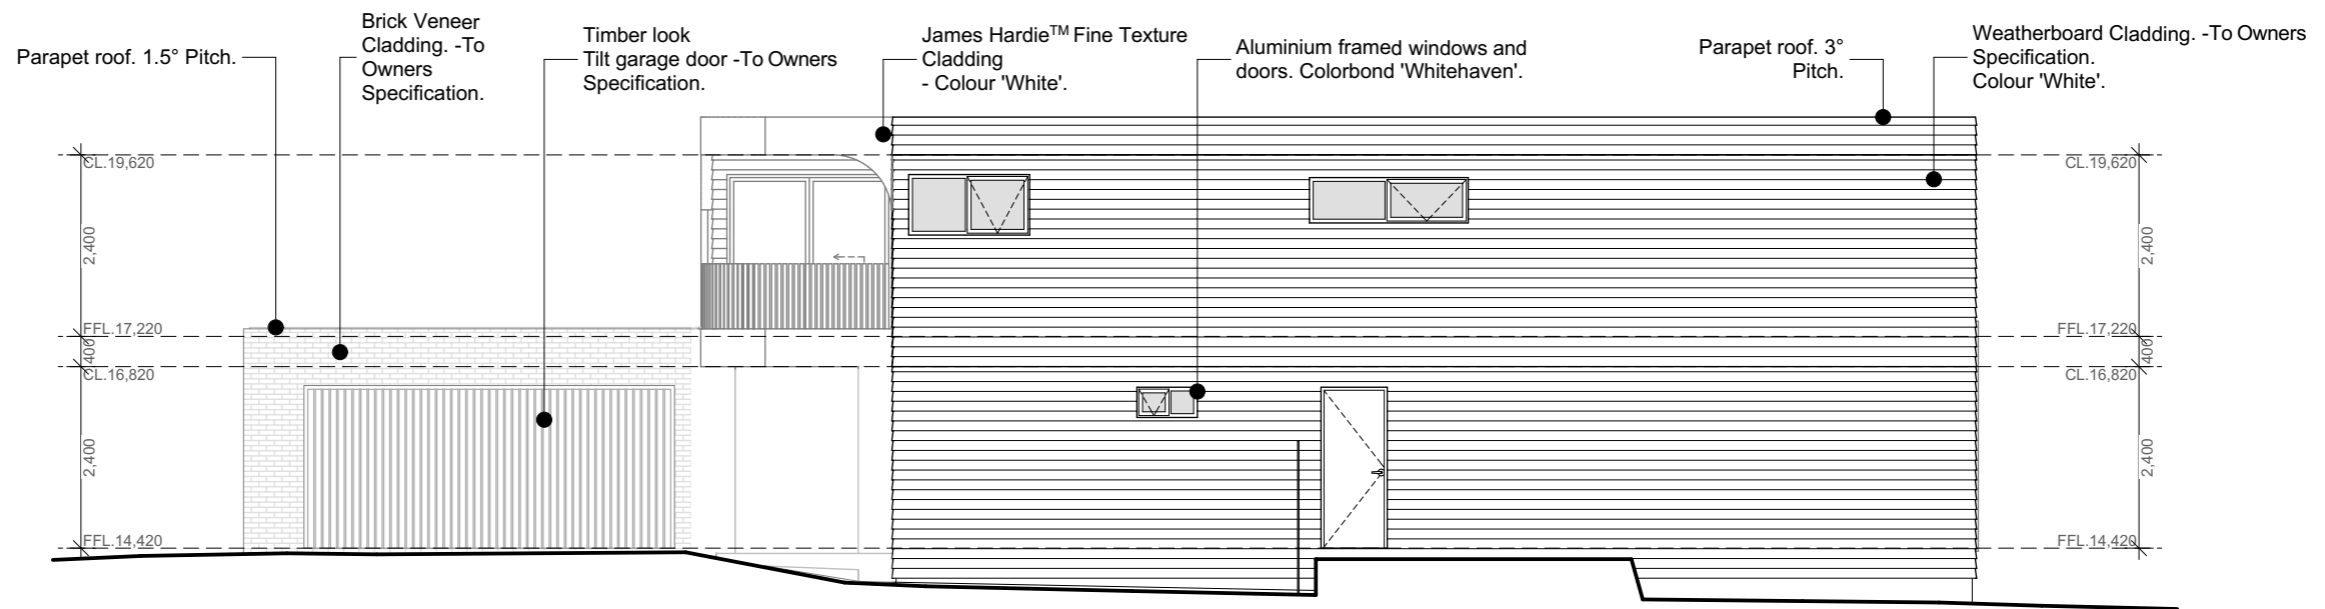 Parapet roof. 1.5° Pitch.
Brick Veneer
Cladding. -To
Owners
Specification.
Timber look
Tilt garage door -To Owners
Specification.
James Hardie™ Fine Texture
Cladding
- Colour 'White'.
Aluminium framed windows and
doors. Colorbond 'Whitehaven'.
Parapet roof. 3°
Pitch.
Weatherboard Cladding. -To Owners
Specification.
Colour 'White'.
CL.19,620
2,400
FFL.17,220
400
CL.16,820
2,400
FFL.14,420
CL.19,620
2,400
FFL.17,220
400
CL.16,820
2,400
FFL.14,420